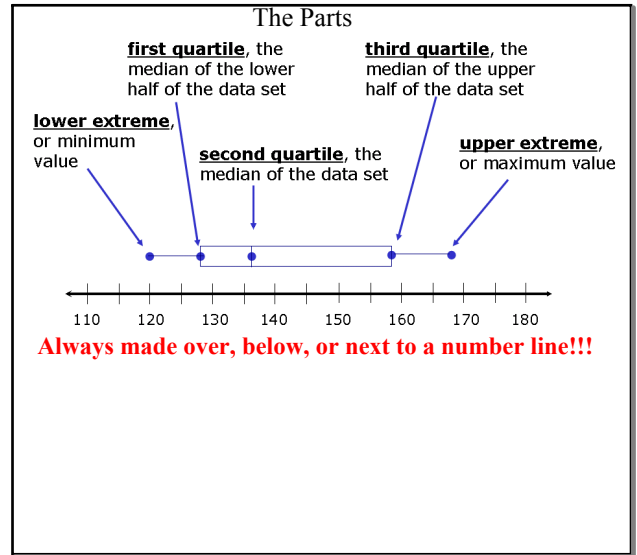 The Parts
first quartile, the
median of the lower
half of the data set
third quartile, the
median of the upper
half of the data set
lower extreme,
or minimum
value
second quartile, the
median of the data set
upper extreme,
or maximum value
110 120 130 140 150 160 170 180
Always made over, below, or next to a number line!!!